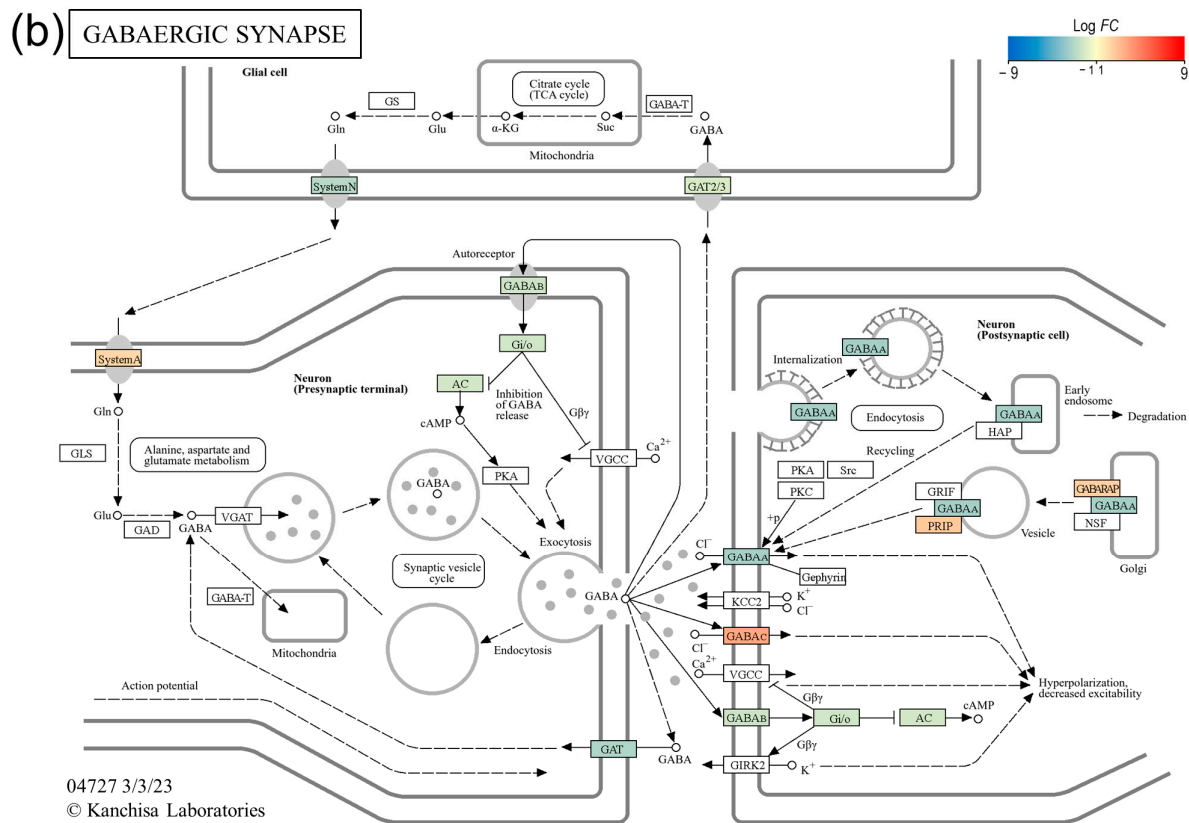 (b)
GABAERGIC SYNAPSE
Log FC
−9
−1 1
9
Glial cell
Citrate cycle
(TCA cycle)
GS
GABA-T
Gln
Glu
α-KG
Suc
GABA
Mitochondria
SystemN
GAT2/3
Autoreceptor
GABAB
Gi/o
SystemA
Neuron
(Presynaptic terminal)
AC
Inhibition
of GABA
release
Gβγ
cAMP
Gln
GLS
Alanine, aspartate and
glutamate metabolism
GABA
PKA
VGCC
Ca2+
Glu
GAD
GABA
VGAT
Exocytosis
Synaptic vesicle
cycle
GABA
GABA-T
Mitochondria
Endocytosis
Action potential
GAT
GABA
Neuron
(Postsynaptic cell)
Internalization
GABAA
GABAA
Endocytosis
GABAA
HAP
Early
endosome
Degradation
Recycling
PKA
Src
PKC
+p
GRIF
GABAA
PRIP
Vesicle
GABARAP
GABAA
NSF
Golgi
Cl−
GABAA
Gephyrin
KCC2
K+
Cl−
GABAC
Cl−
Ca2+
VGCC
Hyperpolarization,
decreased excitability
Gβγ
GABAB
Gi/o
AC
cAMP
Gβγ
GIRK2
K+
04727 3/3/23
© Kanchisa Laboratories